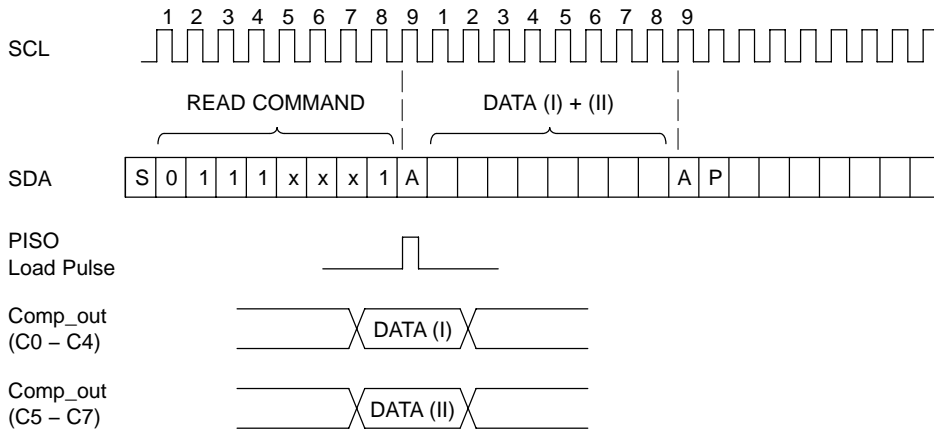 1 2 3 4 5 6 7 8 9 1 2 3 4 5 6 7 8 9
SCL
READ COMMAND DATA (I) + (II)
SDA S 0 1 1 1 x x x 1 A A P
PISO
Load Pulse
Comp_out
(C0 – C4)
DATA (I)
Comp_out
(C5 – C7)
DATA (II)